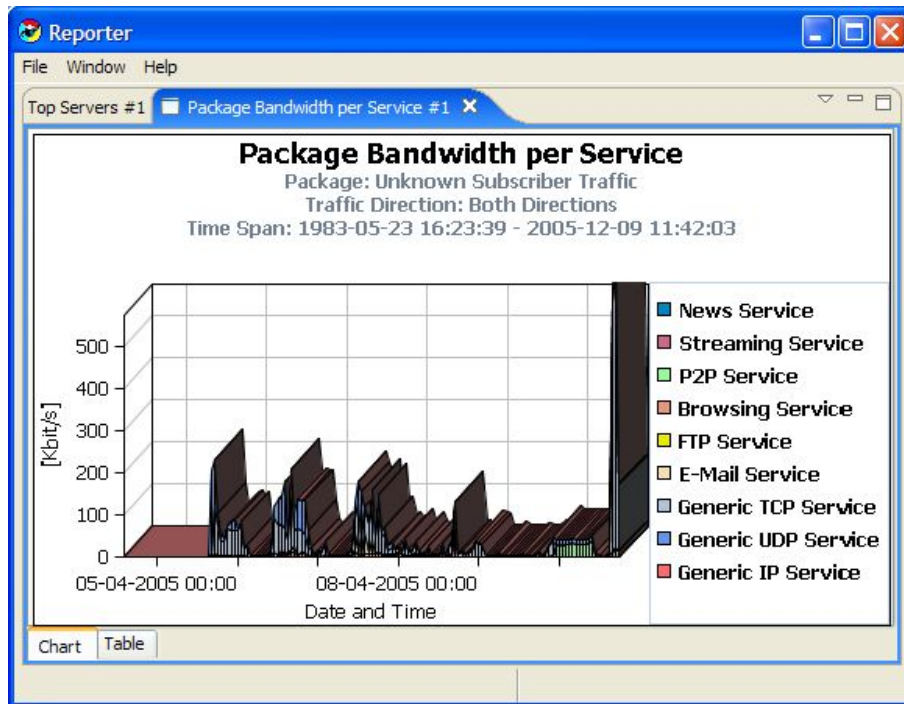 Reporter
File Window Help
Top Servers #1
Package Bandwidth per Service #1
Package Bandwidth per Service
Package: Unknown Subscriber Traffic
Traffic Direction: Both Directions
Time Span: 1983-05-23 16:23:39 - 2005-12-09 11:42:03
[Kbit/s]
500
400
300
200
100
0
05-04-2005 00:00
08-04-2005 00:00
Date and Time
News Service
Streaming Service
P2P Service
Browsing Service
FTP Service
E-Mail Service
Generic TCP Service
Generic UDP Service
Generic IP Service
Chart
Table